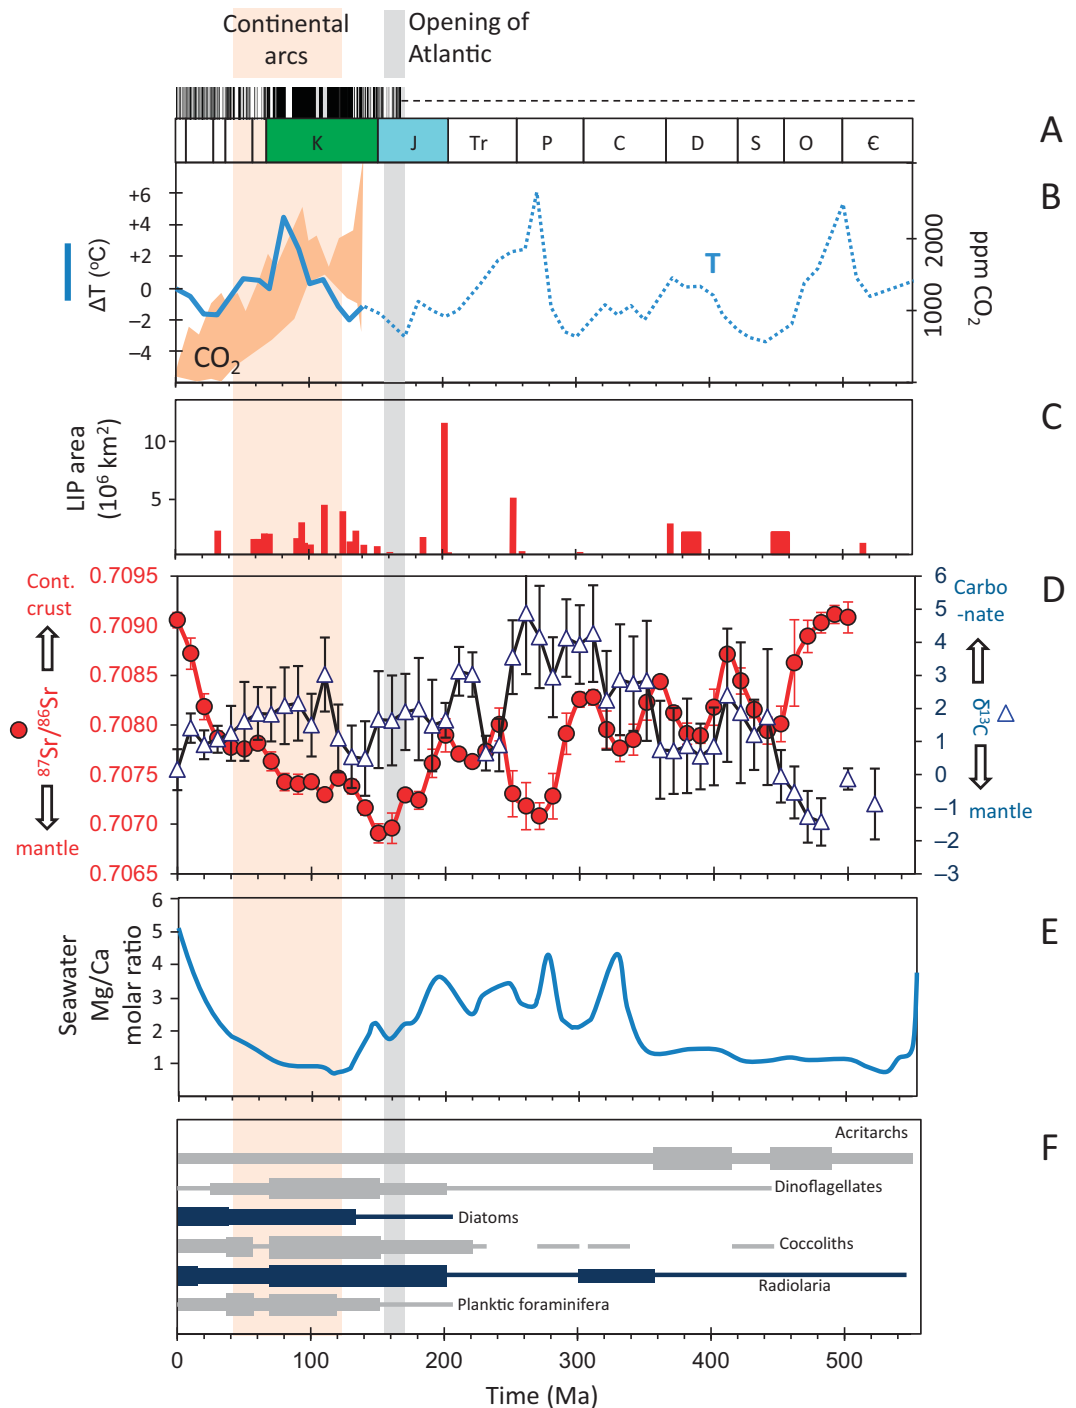 Continental
arcs
Opening of
Atlantic
A
K
J
Tr
P
C
D
S
O
Є
B
+6
+4
+2
0
−2
−4
ΔT (°C)
T
CO2
2000
1000
ppm CO2
C
LIP area
(10⁶ km²)
10
5
D
Cont.
crust
⁸⁷Sr/⁸⁶Sr
mantle
0.7095
0.7090
0.7085
0.7080
0.7075
0.7070
0.7065
6
5
4
3
2
1
0
−1
−2
−3
Carbo
-nate
δ¹³C
mantle
E
Seawater
Mg/Ca
molar ratio
6
5
4
3
2
1
F
Acritarchs
Dinoflagellates
Diatoms
Coccoliths
Radiolaria
Planktic foraminifera
0
100
200
300
400
500
Time (Ma)